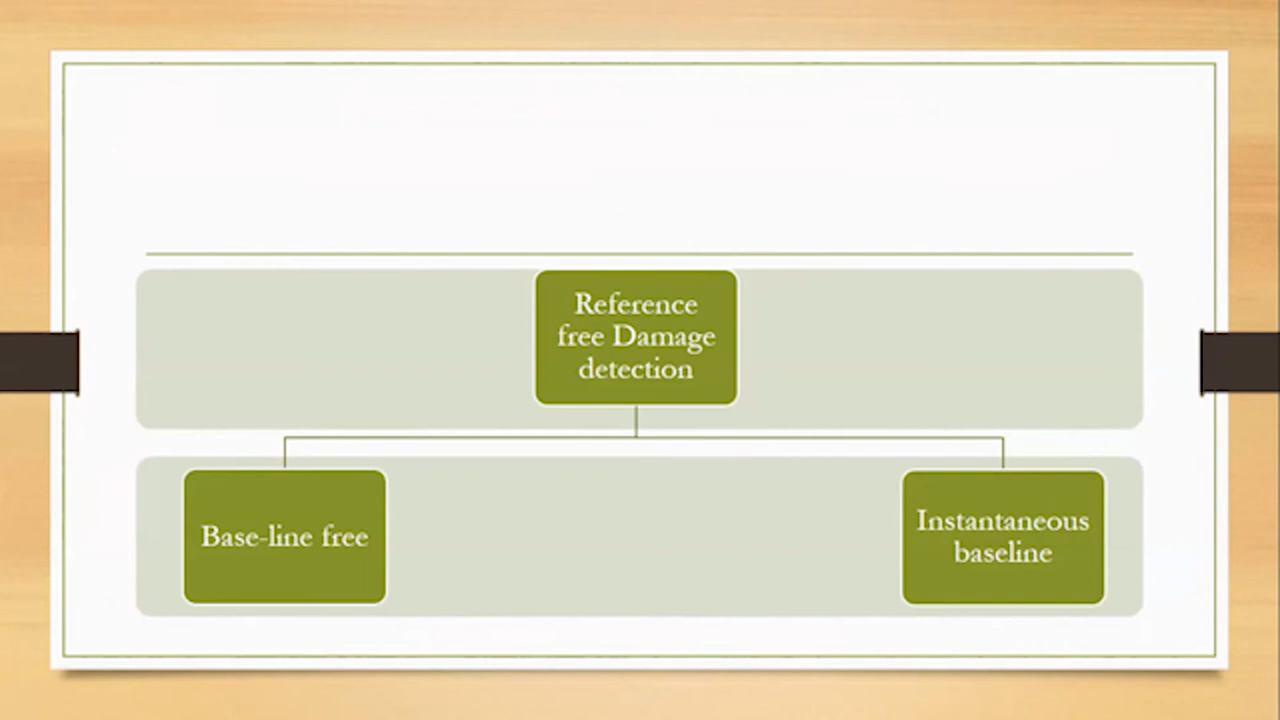 Reference
free Damage
detection
Base-line free
Instantaneous
baseline